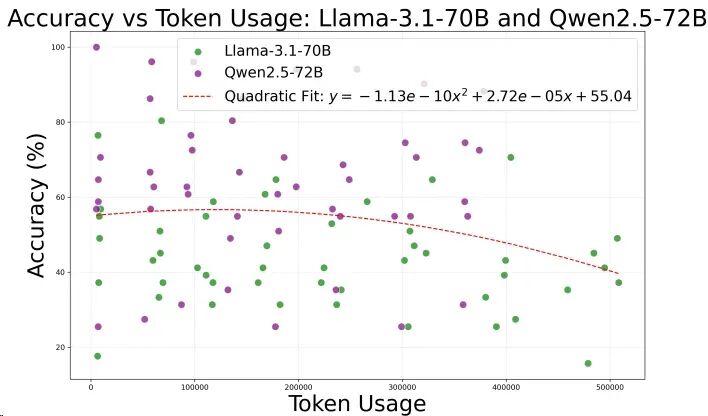 Accuracy vs Token Usage: Llama-3.1-70B and Qwen2.5-72B
Llama-3.1-70B
Qwen2.5-72B
Quadratic Fit: y = −1.13e − 10x² + 2.72e − 05x + 55.04
Accuracy (%)
100
80
60
40
20
0 100000 200000 300000 400000 500000
Token Usage